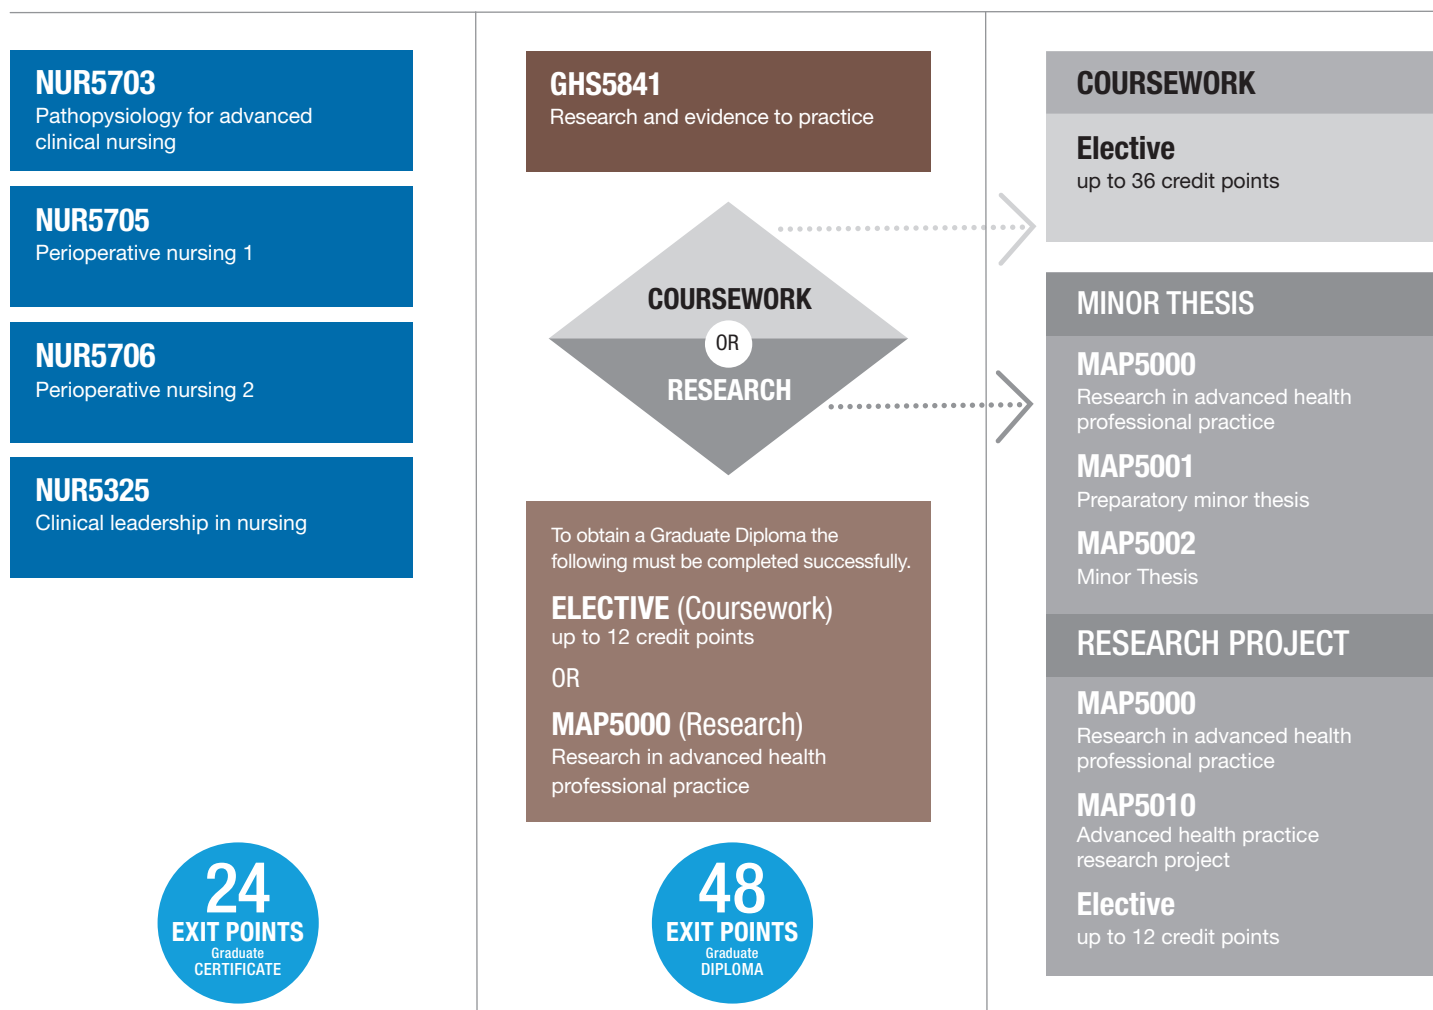 NUR5703
Pathopysiology for advanced
clinical nursing
NUR5705
Perioperative nursing 1
NUR5706
Perioperative nursing 2
NUR5325
Clinical leadership in nursing
24
EXIT POINTS
Graduate
CERTIFICATE
GHS5841
Research and evidence to practice
COURSEWORK
OR
RESEARCH
To obtain a Graduate Diploma the
following must be completed successfully.
ELECTIVE (Coursework)
up to 12 credit points
OR
MAP5000 (Research)
Research in advanced health
professional practice
48
EXIT POINTS
Graduate
DIPLOMA
COURSEWORK
Elective
up to 36 credit points
MINOR THESIS
MAP5000
Research in advanced health
professional practice
MAP5001
Preparatory minor thesis
MAP5002
Minor Thesis
RESEARCH PROJECT
MAP5000
Research in advanced health
professional practice
MAP5010
Advanced health practice
research project
Elective
up to 12 credit points